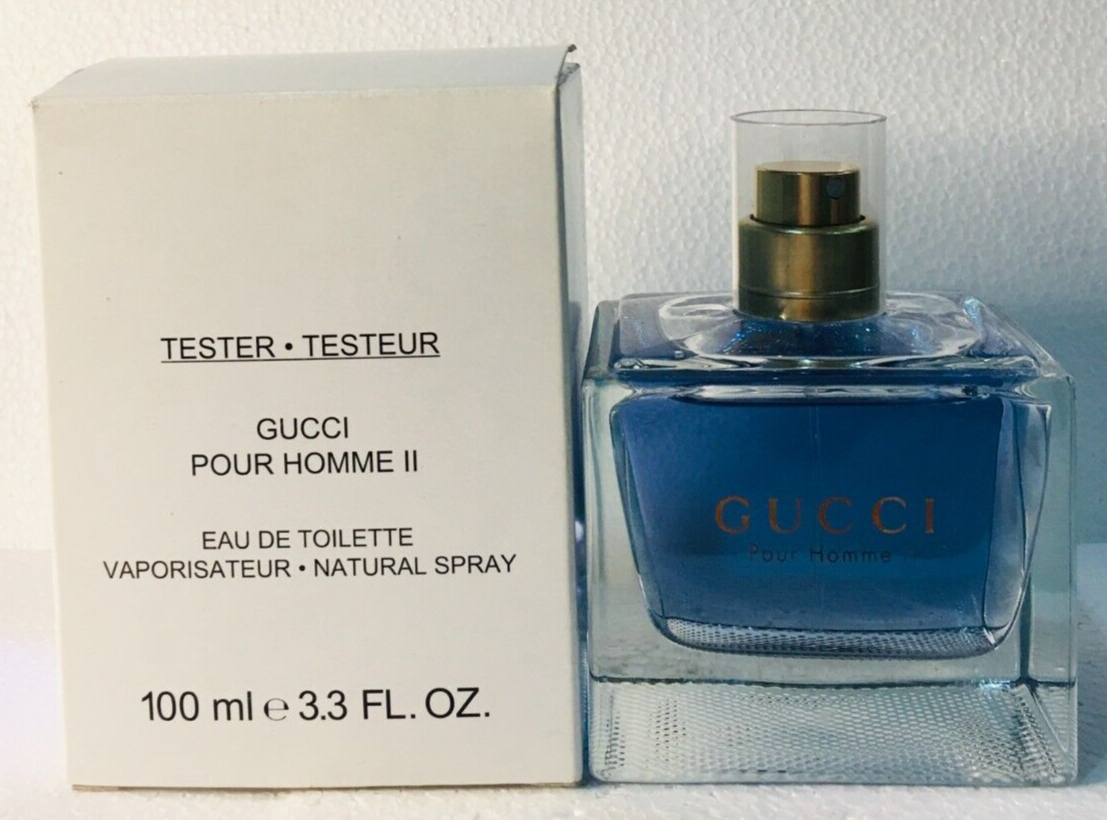 TESTER • TESTEUR
GUCCI
POUR HOMME II
EAU DE TOILETTE
VAPORISATEUR • NATURAL SPRAY
100 ml ℮ 3.3 FL. OZ.
GUCCI
Pour Homme